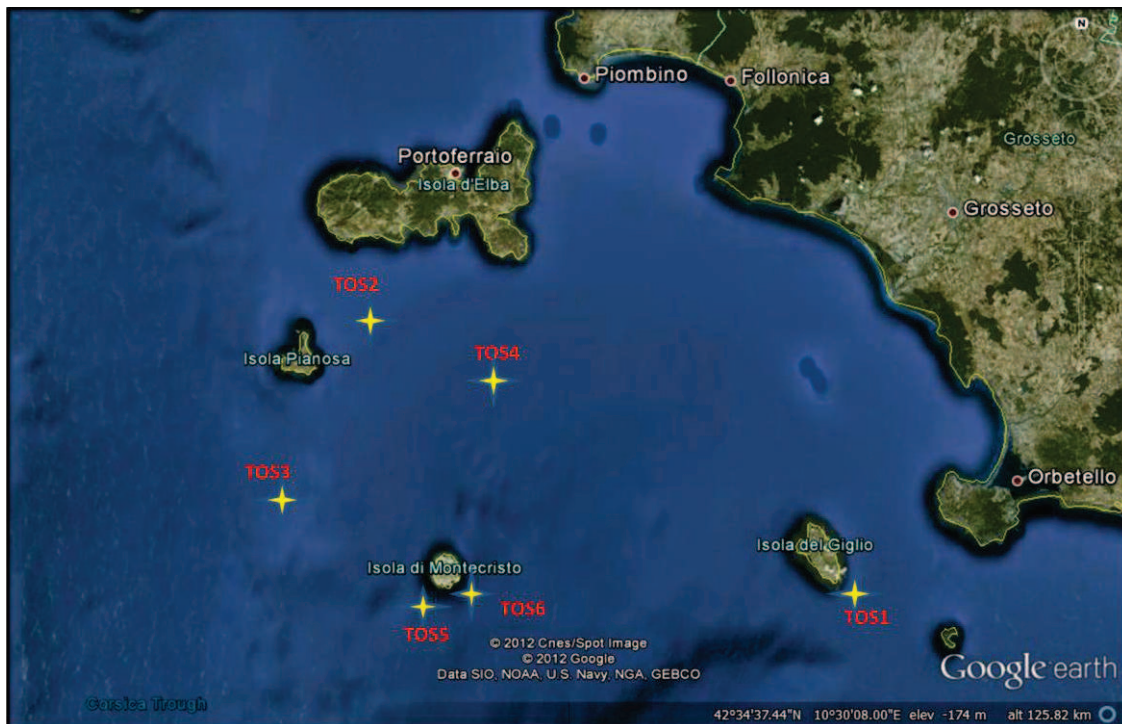 N
Piombino
Follonica
Grosseto
Portoferraio
Isola d'Elba
Grosseto
TOS2
Isola Pianosa
TOS4
TOS3
Orbetello
Isola del Giglio
Isola di Montecristo
TOS6
TOS1
TOS5
© 2012 Cnes/Spot Image
© 2012 Google
Data SIO, NOAA, U.S. Navy, NGA, GEBCO
Google earth
Corsica Trough
42°34'37.44"N 10°30'08.00"E elev -174 m alt 125.82 km